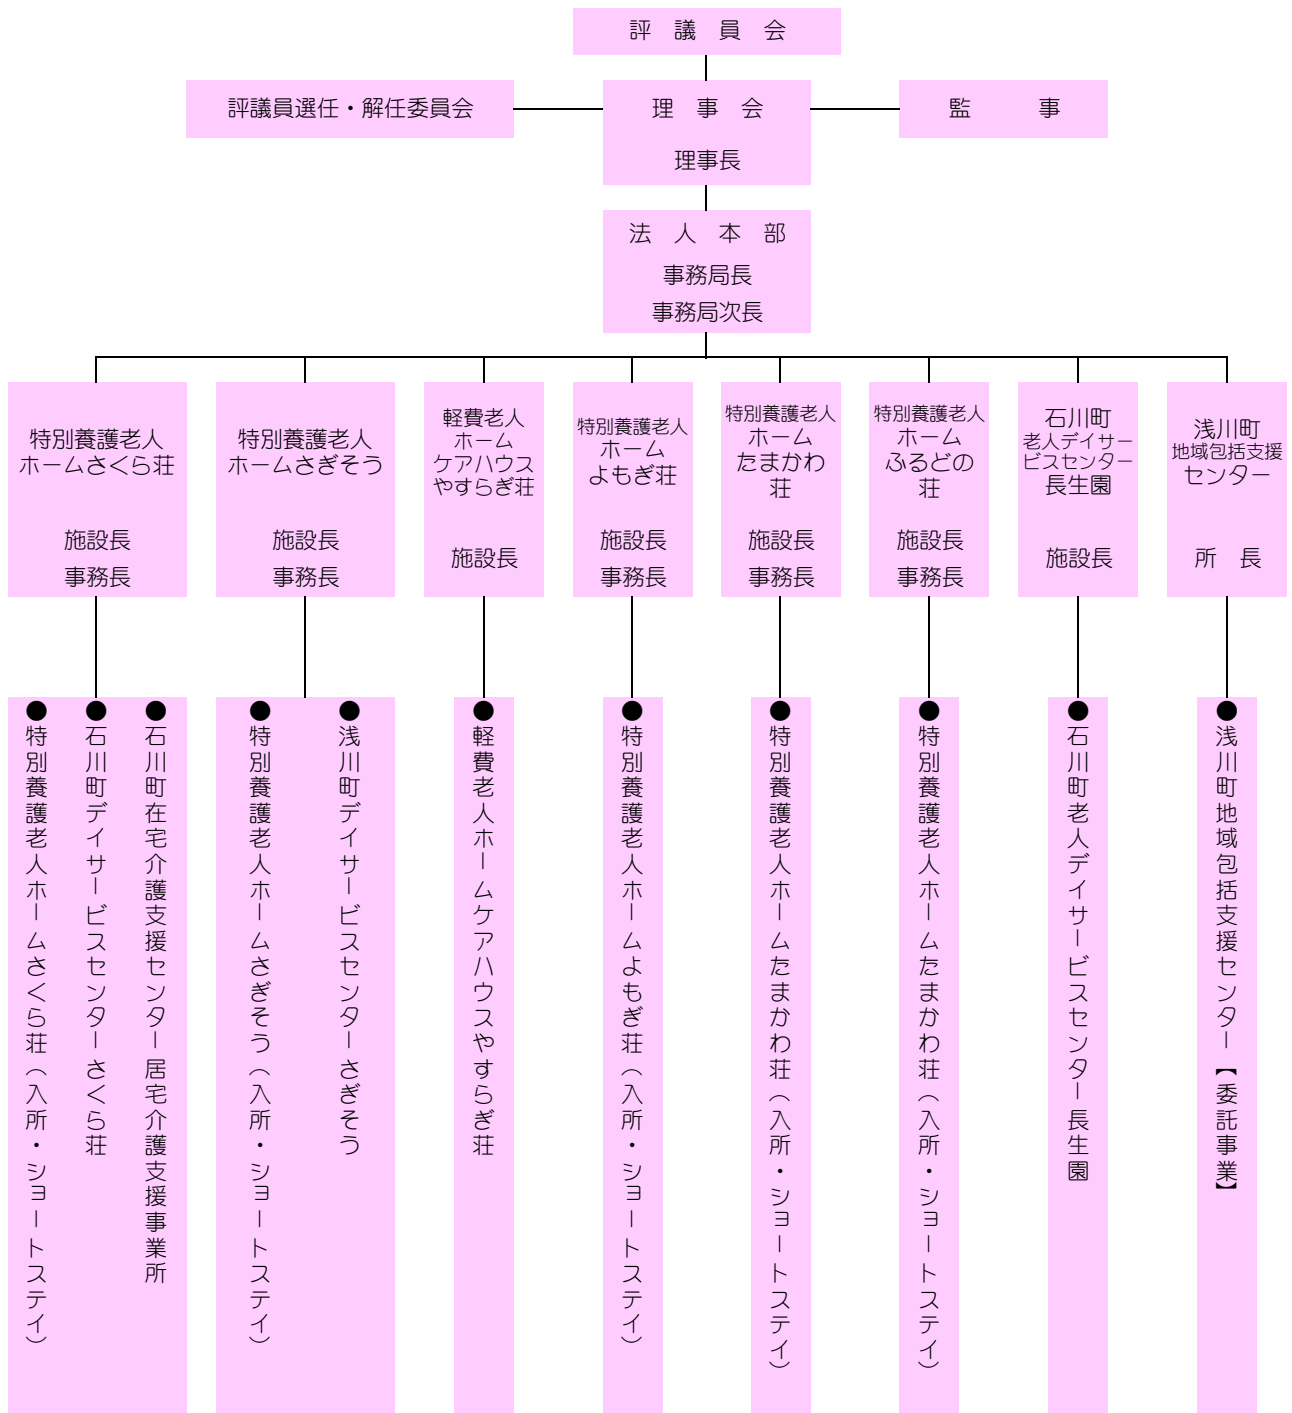 評　議　員　会
評議員選任・解任委員会
理　事　会
理事長
監　　　事
法　人　本　部
事務局長
事務局次長
特別養護老人
ホームさくら荘
施設長
事務長
特別養護老人
ホームさぎそう
施設長
事務長
軽費老人
ホーム
ケアハウス
やすらぎ荘
施設長
特別養護老人
ホーム
よもぎ荘
施設長
事務長
特別養護老人
ホーム
たまかわ
荘
施設長
事務長
特別養護老人
ホーム
ふるどの
荘
施設長
事務長
石川町
老人デイサー
ビスセンター
長生園
施設長
浅川町
地域包括支援
センター
所　長
●特別養護老人ホームさくら荘（入所・ショートステイ）
●石川町デイサービスセンターさくら荘
●石川町在宅介護支援センター居宅介護支援事業所
●特別養護老人ホームさぎそう（入所・ショートステイ）
●浅川町デイサービスセンターさぎそう
●軽費老人ホームケアハウスやすらぎ荘
●特別養護老人ホームよもぎ荘（入所・ショートステイ）
●特別養護老人ホームたまかわ荘（入所・ショートステイ）
●特別養護老人ホームたまかわ荘（入所・ショートステイ）
●石川町老人デイサービスセンター長生園
●浅川町地域包括支援センター【委託事業】